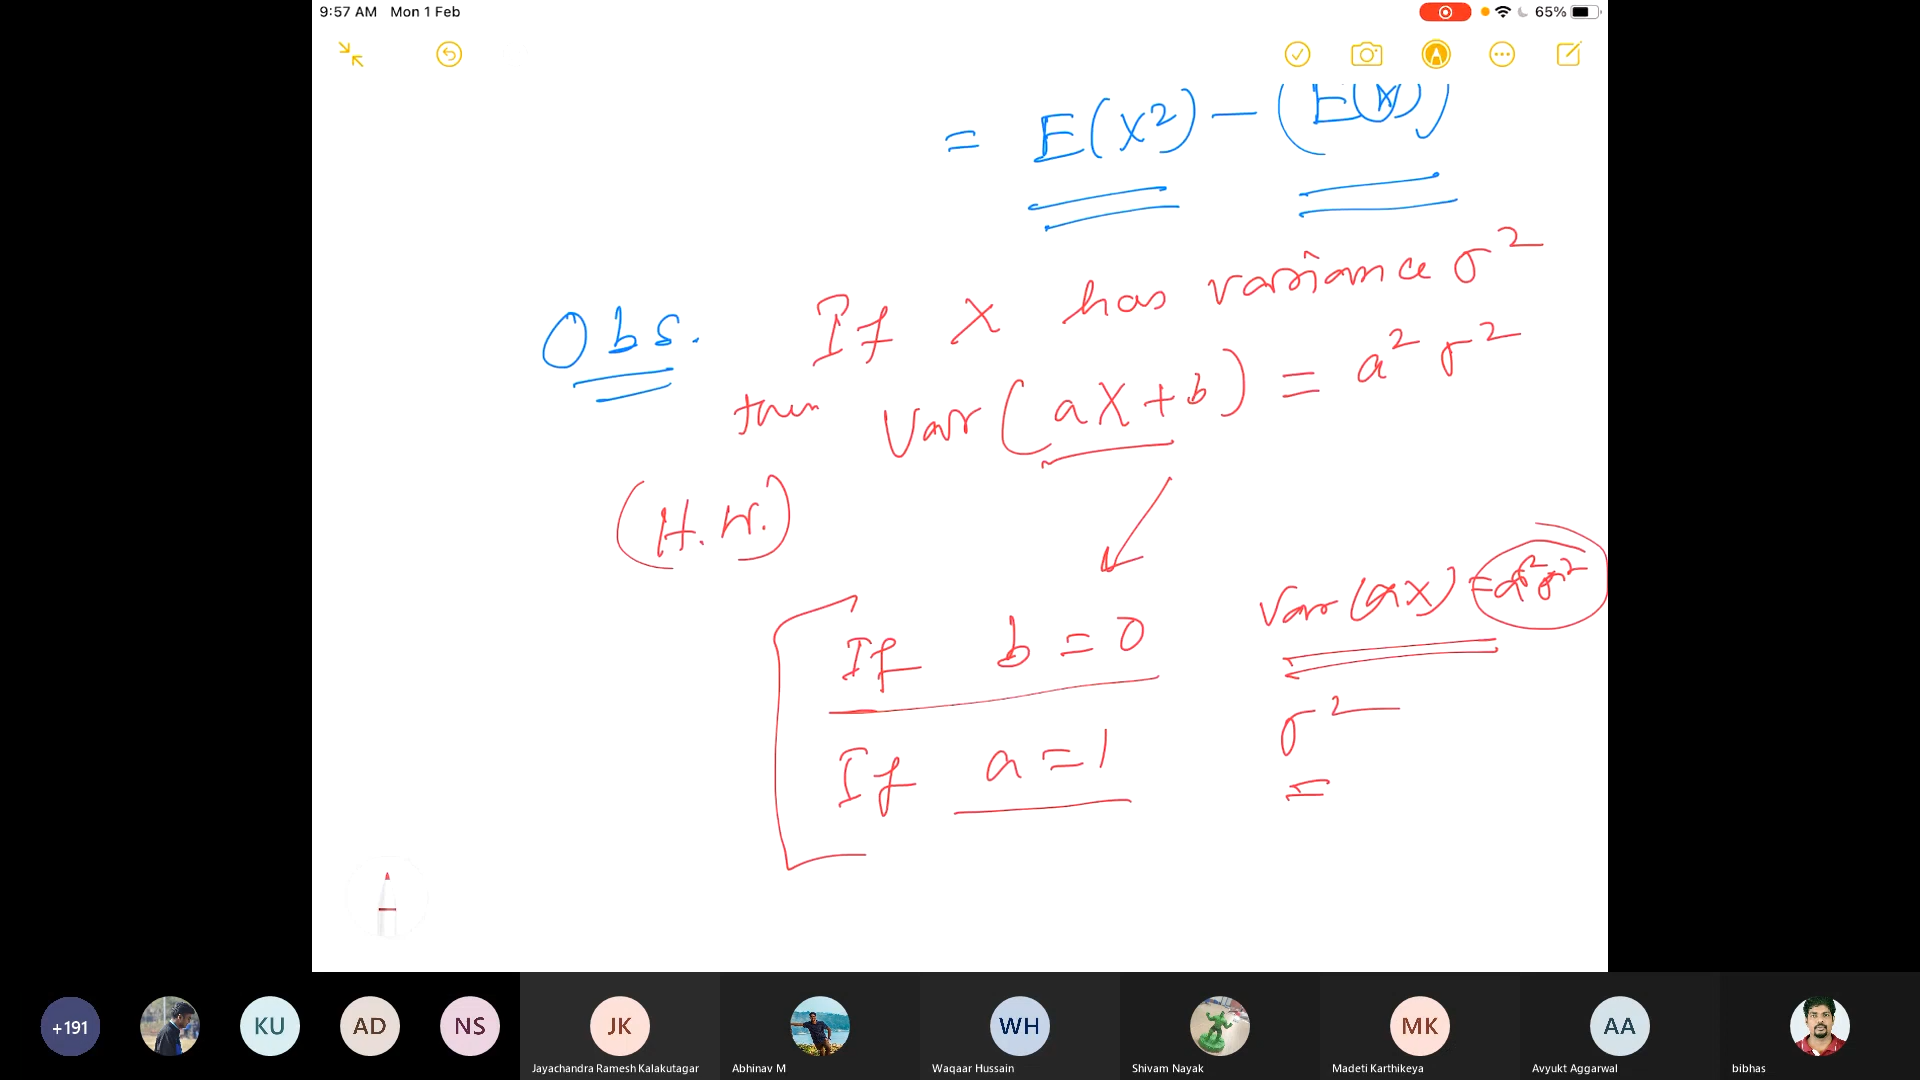 9:57 AM Mon 1 Feb 65%
= E(X²) - (E(X))
Obs. If X has variance σ²
then Var(aX+b) = a²σ²
(H.W.)
If b = 0 Var(aX) = a²σ²
If a = 1 σ²
=
+191 KU AD NS JK WH MK AA
Jayachandra Ramesh Kalakutagar Abhinav M Waqaar Hussain Shivam Nayak Madeti Karthikeya Avyukt Aggarwal bibhas